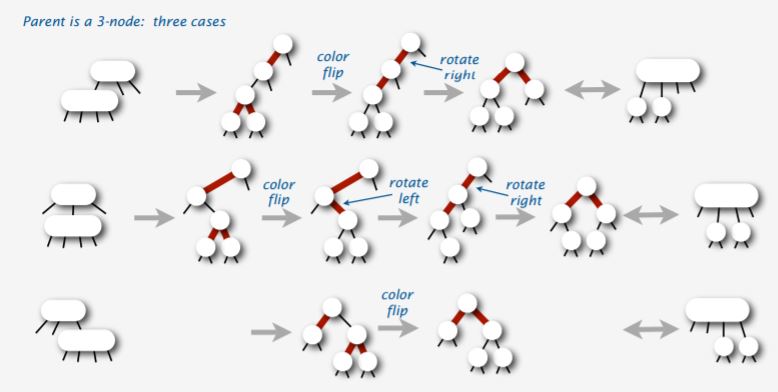 Parent is a 3-node: three cases
color
flip
rotate
right
color
flip
rotate
left
rotate
right
color
flip